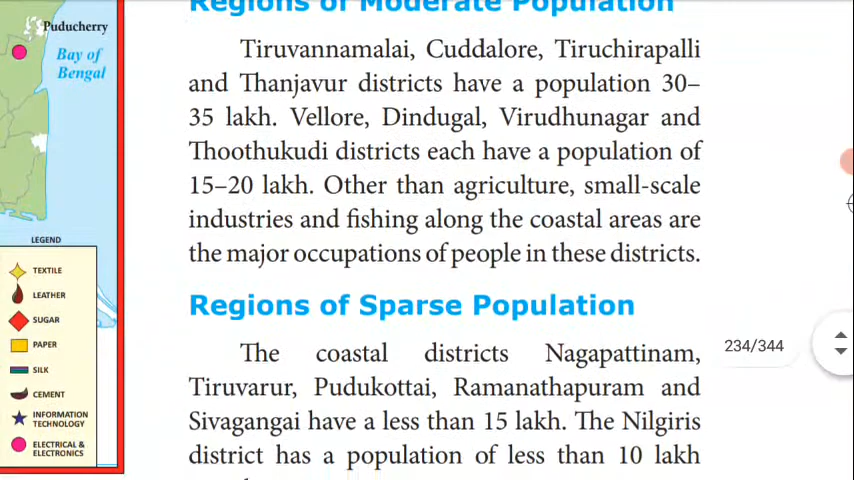 Puducherry
Bay of
Bengal
LEGEND
TEXTILE
LEATHER
SUGAR
PAPER
SILK
CEMENT
INFORMATION
TECHNOLOGY
ELECTRICAL &
ELECTRONICS
Regions of Moderate Population
Tiruvannamalai, Cuddalore, Tiruchirapalli
and Thanjavur districts have a population 30–
35 lakh. Vellore, Dindugal, Virudhunagar and
Thoothukudi districts each have a population of
15–20 lakh. Other than agriculture, small-scale
industries and fishing along the coastal areas are
the major occupations of people in these districts.
Regions of Sparse Population
The coastal districts Nagapattinam,
Tiruvarur, Pudukottai, Ramanathapuram and
Sivagangai have a less than 15 lakh. The Nilgiris
district has a population of less than 10 lakh
234/344